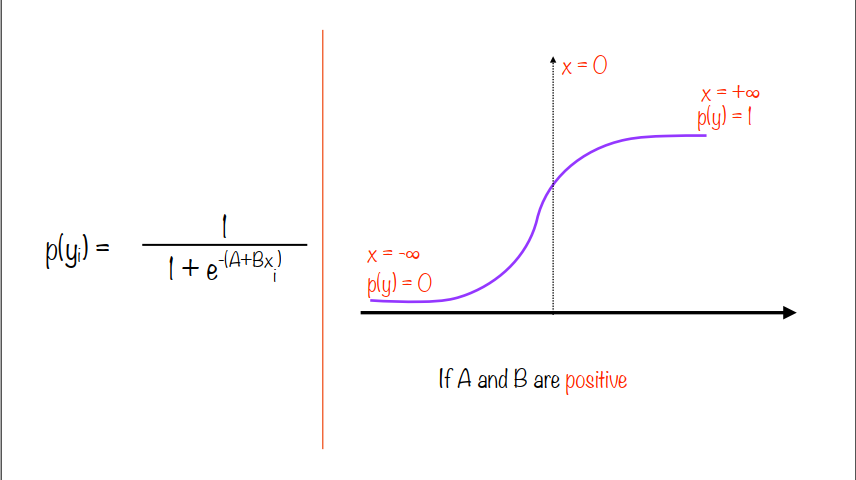 p(yᵢ) = 1 / (1 + e^-(A+Bxᵢ))
x = 0
x = +∞
p(y) = 1
x = -∞
p(y) = 0
If A and B are positive